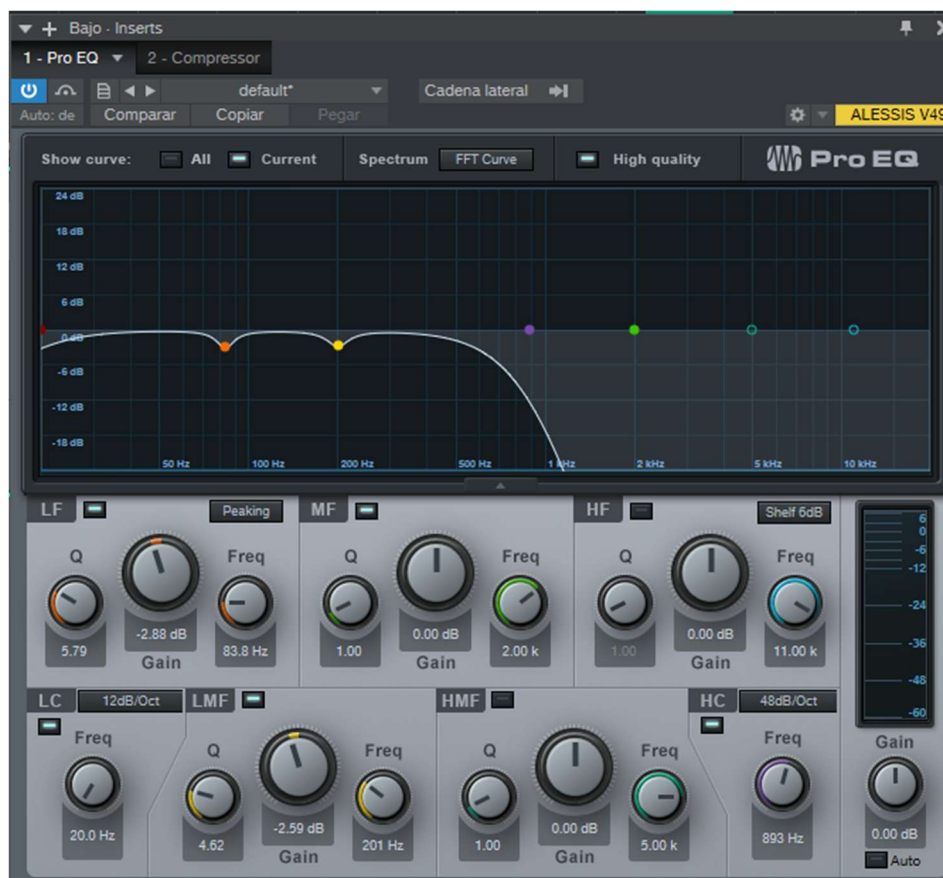 Bajo - Inserts
1 - Pro EQ 2 - Compressor
default* Cadena lateral
Auto: de Comparar Copiar Pegar ALESSIS V49
Show curve: All Current Spectrum FFT Curve High quality Pro EQ
24 dB
18 dB
12 dB
6 dB
0 dB
-6 dB
-12 dB
-18 dB
50 Hz 100 Hz 200 Hz 500 Hz 1 kHz 2 kHz 5 kHz 10 kHz
LF Peaking MF HF Shelf 6dB
Q Freq Q Freq Q Freq
5.79 -2.88 dB 83.8 Hz 1.00 0.00 dB 2.00 k 1.00 0.00 dB 11.00 k
Gain Gain Gain
6
0
-6
-12
-24
-36
-48
-60
LC 12dB/Oct LMF HMF HC 48dB/Oct
Freq Q Freq Q Freq Freq Gain
20.0 Hz 4.62 -2.59 dB 201 Hz 1.00 0.00 dB 5.00 k 893 Hz 0.00 dB
Gain Gain Auto